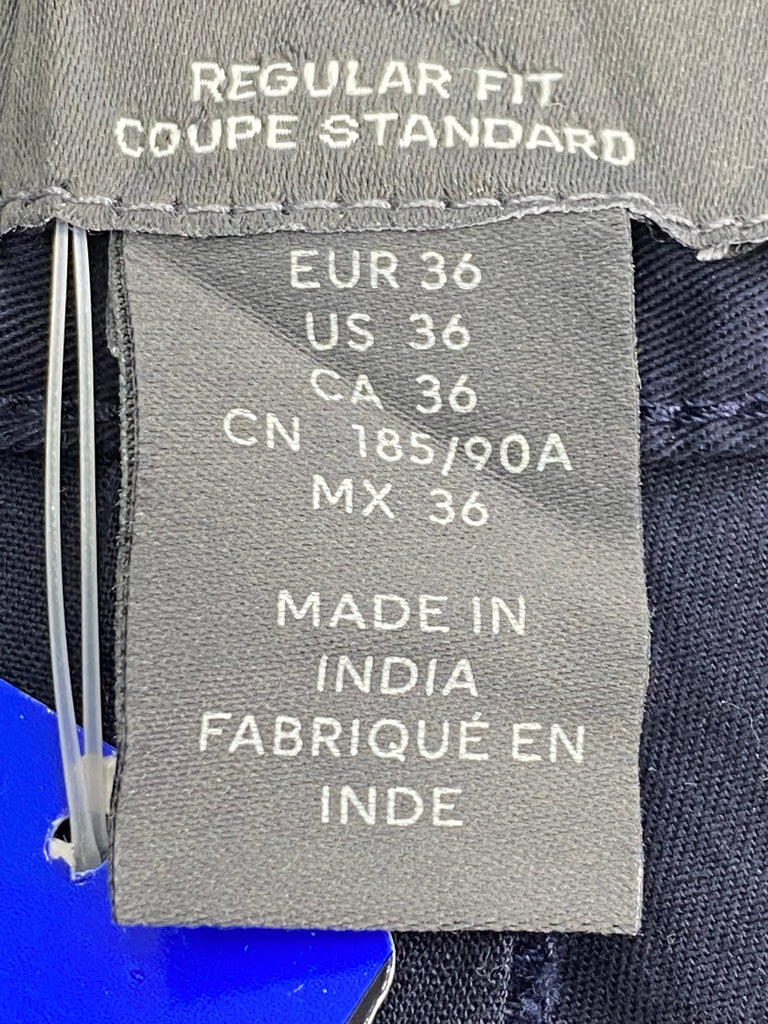 REGULAR FIT
COUPE STANDARD
EUR 36
US 36
CA 36
CN 185/90A
MX 36
MADE IN
INDIA
FABRIQUÉ EN
INDE